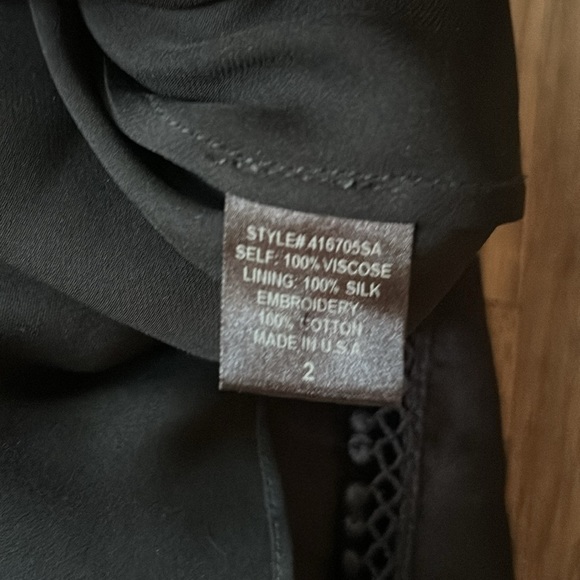 STYLE# 416705SA
SELF: 100% VISCOSE
LINING: 100% SILK
EMBROIDERY:
100% COTTON
MADE IN U.S.A.
2